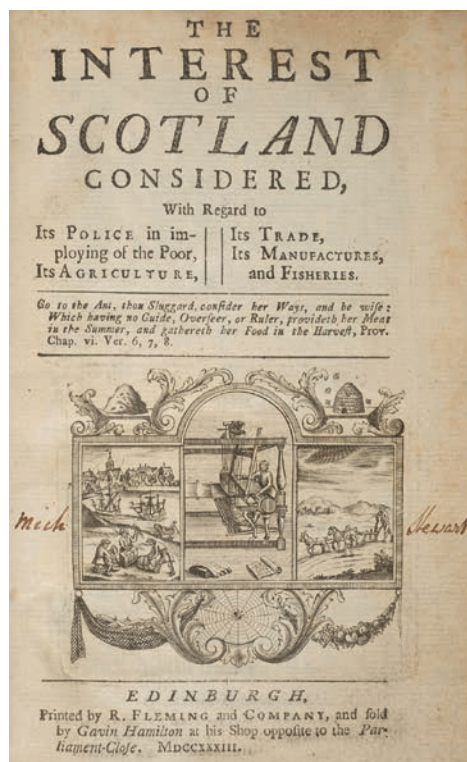 THE
INTEREST
OF
SCOTLAND
CONSIDERED,
With Regard to
Its POLICE in im-
ploying of the Poor,
Its AGRICULTURE,
Its TRADE,
Its MANUFACTURES,
and FISHERIES.
Go to the Ant, thou Sluggard, consider her Ways, and be wise:
Which having no Guide, Overseer, or Ruler, provideth her Meat
in the Summer, and gathereth her Food in the Harvest, PROV.
Chap. vi. Ver. 6, 7, 8.
Mich Stewart
EDINBURGH,
Printed by R. FLEMING and COMPANY, and sold
by Gavin Hamilton at his Shop opposite to the Par-
liament-Close. MDCCXXXIII.